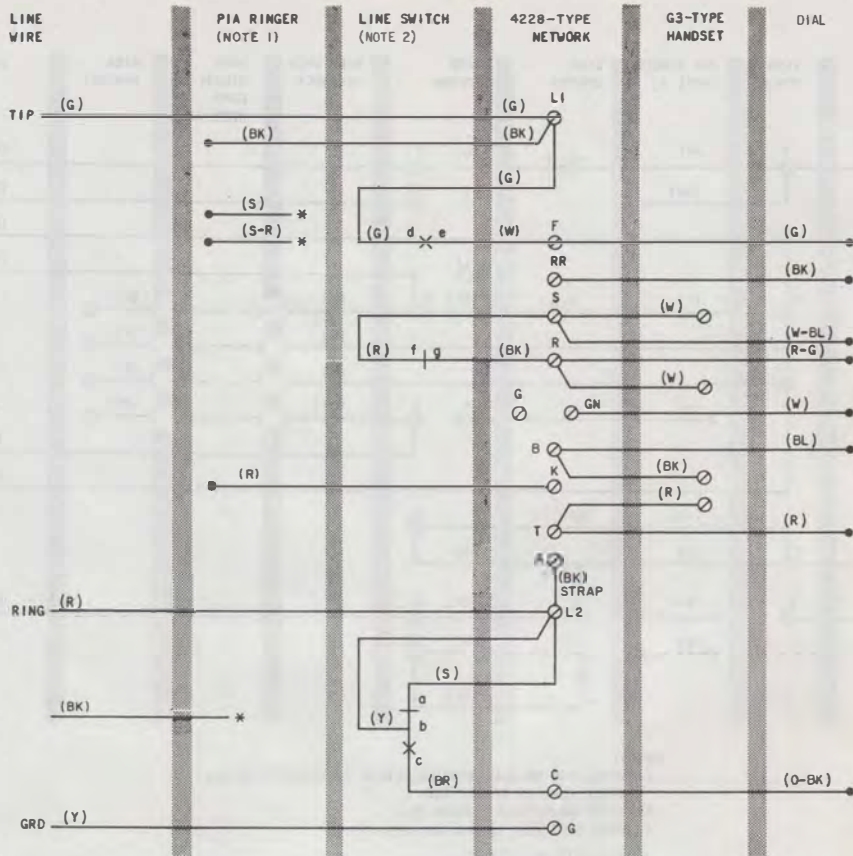 LINE WIRE
PIA RINGER (NOTE 1)
LINE SWITCH (NOTE 2)
4228-TYPE NETWORK
G3-TYPE HANDSET
DIAL
L1
TIP (G) (G)
(BK) (BK)
(G)
(S) *
(S-R) * (G) d e (W) F (G)
RR (BK)
S (W)
(W-BL)
(R) f g (BK) R (R-G)
(W)
G GN (W)
B (BL)
K (BK)
(R) (R)
T (R)
A
(BK)
STRAP
RING (R) L2
(S)
a
(BK) * (Y) b
c
(BR) C (O-BK)
GRD (Y) G